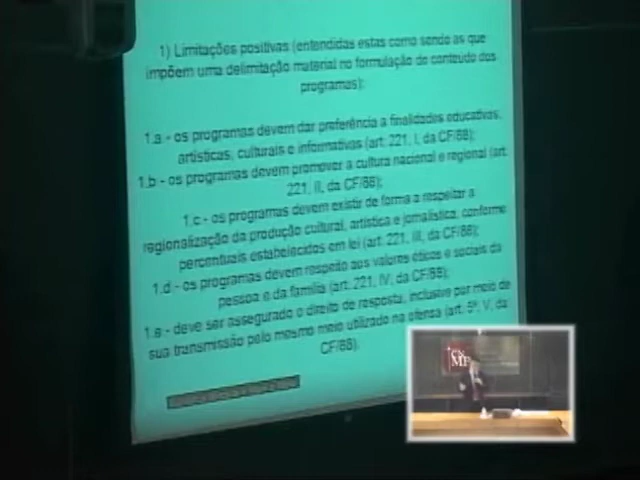 1) Limitações positivas (entendidas estas como sendo as que
impõem uma delimitação material no formulação do conteúdo dos
programas):
1.a - os programas devem dar preferência a finalidades educativas,
artísticas, culturais e informativas (art. 221, I, da CF/88);
1.b - os programas devem promover a cultura nacional e regional (art.
221, II, da CF/88);
1.c - os programas devem existir de forma a respeitar a
regionalização da produção cultural, artística e jornalística, conforme
percentuais estabelecidos em lei (art. 221, III, da CF/88);
1.d - os programas devem respeito aos valores éticos e sociais da
pessoa e da família (art. 221, IV, da CF/88);
1.e - deve ser assegurado o direito de resposta, inclusive por meio de
sua transmissão pelo mesmo meio utilizado na ofensa (art. 5º, V, da
CF/88).
MP